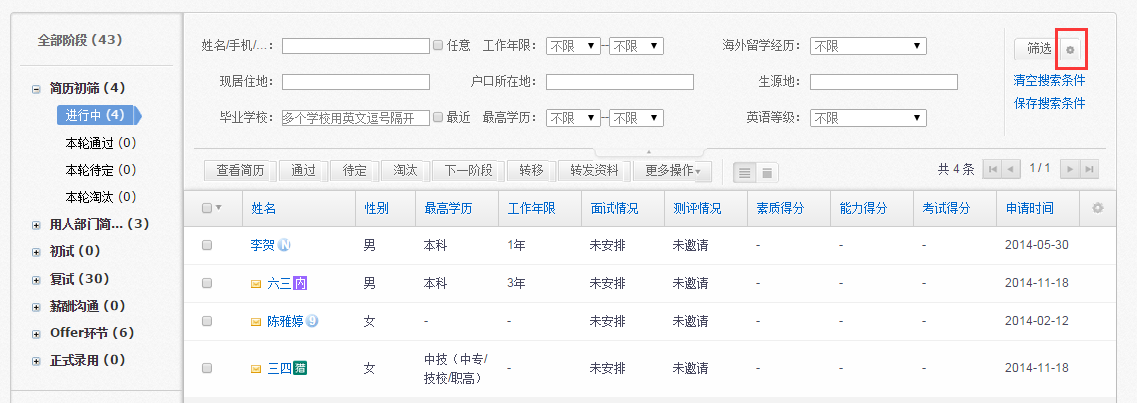 全部阶段 (43)
简历初筛 (4)
进行中 (4)
本轮通过 (0)
本轮待定 (0)
本轮淘汰 (0)
用人部门简... (3)
初试 (0)
复试 (30)
薪酬沟通 (0)
Offer环节 (6)
正式录用 (0)
姓名/手机/...： 任意 工作年限： 不限 -- 不限 海外留学经历： 不限 筛选
现居住地： 户口所在地： 生源地： 清空搜索条件
保存搜索条件
毕业学校： 多个学校用英文逗号隔开 最近 最高学历： 不限 -- 不限 英语等级： 不限
查看简历 通过 待定 淘汰 下一阶段 转移 转发资料 更多操作 共 4 条 1 / 1
姓名 性别 最高学历 工作年限 面试情况 测评情况 素质得分 能力得分 考试得分 申请时间
李贺 N 男 本科 1年 未安排 未邀请 - - - 2014-05-30
六三 内 男 本科 3年 未安排 未邀请 - - - 2014-11-18
陈雅婷 9 女 - - 未安排 未邀请 - - - 2014-02-12
三四 猎 女 中技（中专/技校/职高） - 未安排 未邀请 - - - 2014-11-18